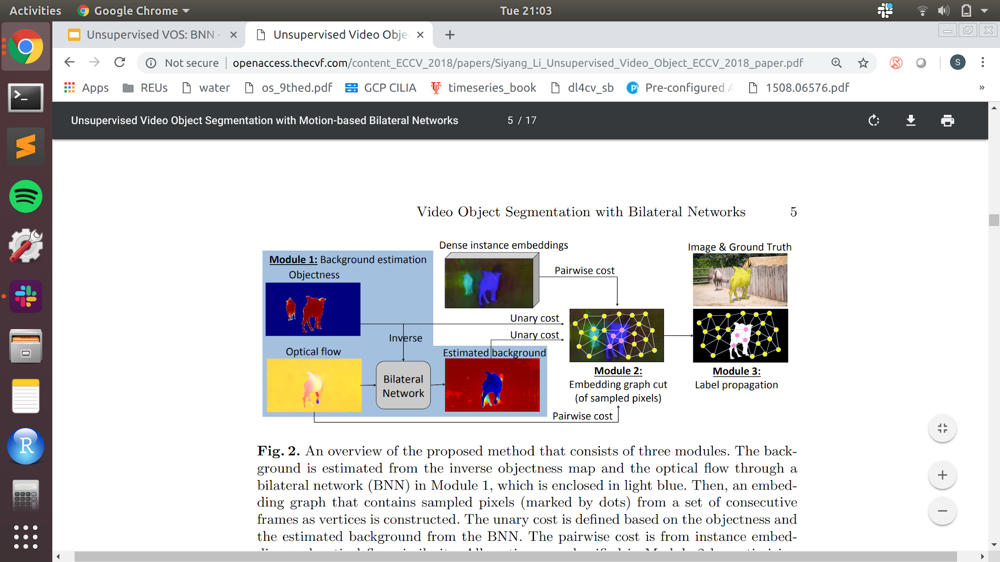 Activities
Google Chrome
Tue 21:03
Unsupervised VOS: BNN -
Unsupervised Video Obje
Not secure
openaccess.thecvf.com/content_ECCV_2018/papers/Siyang_Li_Unsupervised_Video_Object_ECCV_2018_paper.pdf
S
Apps
REUs
water
os_9thed.pdf
GCP CILIA
timeseries_book
dl4cv_sb
Pre-configured A
1508.06576.pdf
»
Unsupervised Video Object Segmentation with Motion-based Bilateral Networks
5 / 17
Video Object Segmentation with Bilateral Networks 5
Dense instance embeddings
Image & Ground Truth
Module 1: Background estimation
Objectness
Pairwise cost
Unary cost
Unary cost
Inverse
Optical flow
Estimated background
Bilateral
Network
Module 2:
Embedding graph cut
(of sampled pixels)
Module 3:
Label propagation
Pairwise cost
Fig. 2. An overview of the proposed method that consists of three modules. The back-
ground is estimated from the inverse objectness map and the optical flow through a
bilateral network (BNN) in Module 1, which is enclosed in light blue. Then, an embed-
ding graph that contains sampled pixels (marked by dots) from a set of consecutive
frames as vertices is constructed. The unary cost is defined based on the objectness and
the estimated background from the BNN. The pairwise cost is from instance embed-